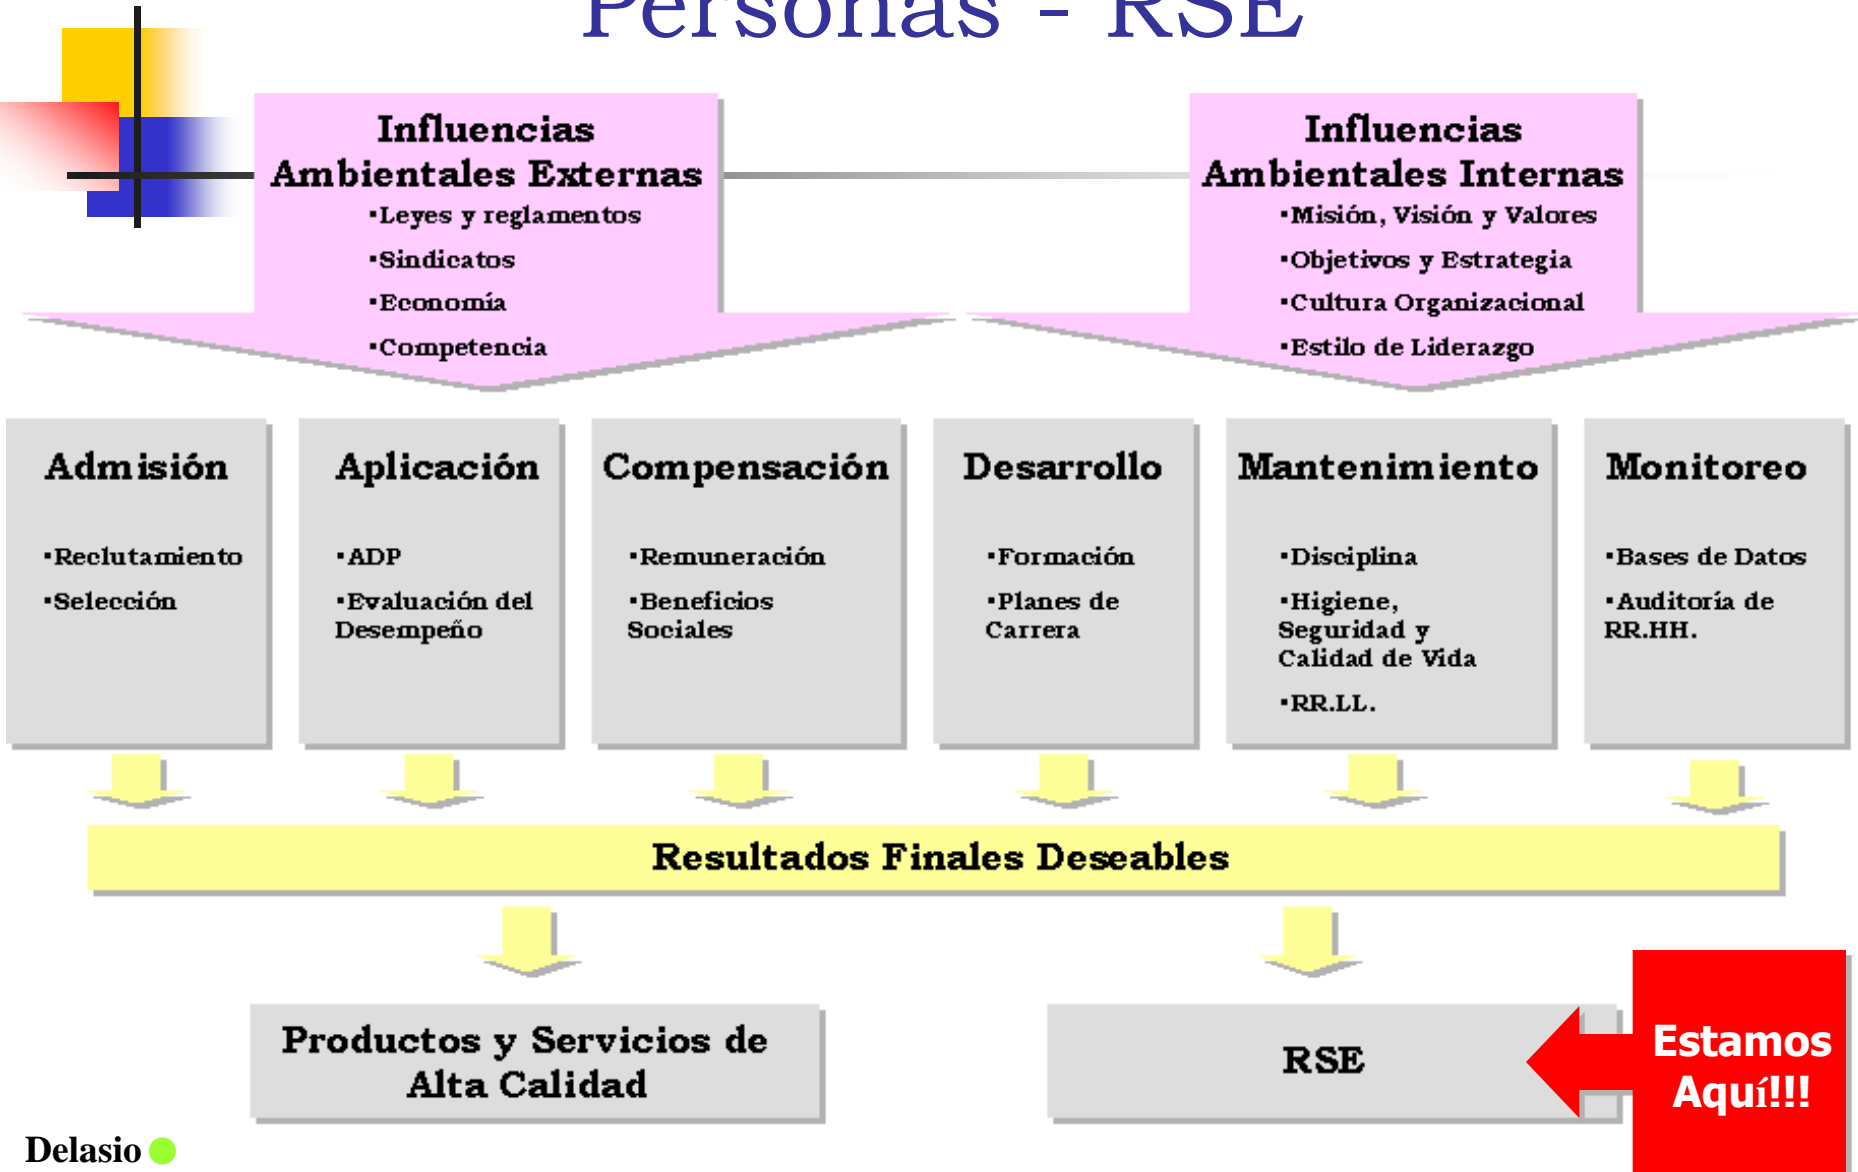 Personas - RSE
Influencias
Ambientales Externas
▪Leyes y reglamentos
▪Sindicatos
▪Economía
▪Competencia
Influencias
Ambientales Internas
▪Misión, Visión y Valores
▪Objetivos y Estrategia
▪Cultura Organizacional
▪Estilo de Liderazgo
Admisión
▪Reclutamiento
▪Selección
Aplicación
▪ADP
▪Evaluación del
Desempeño
Compensación
▪Remuneración
▪Beneficios
Sociales
Desarrollo
▪Formación
▪Planes de
Carrera
Mantenimiento
▪Disciplina
▪Higiene,
Seguridad y
Calidad de Vida
▪RR.LL.
Monitoreo
▪Bases de Datos
▪Auditoría de
RR.HH.
Resultados Finales Deseables
Productos y Servicios de
Alta Calidad
RSE
Estamos
Aquí!!!
Delasio